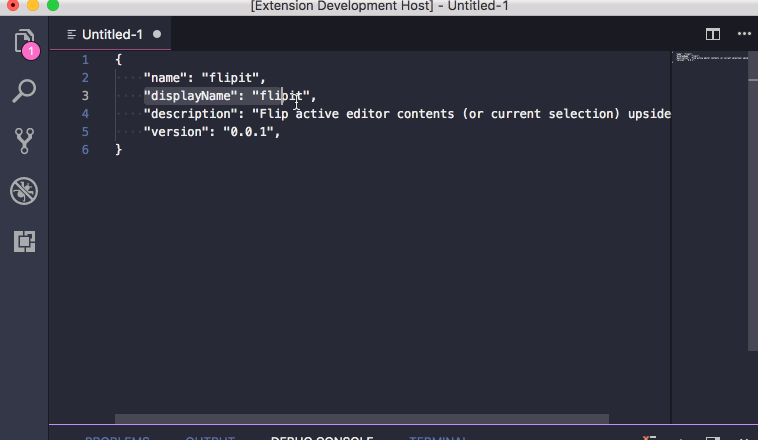 [Extension Development Host] - Untitled-1
Untitled-1
1
1 {
2 "name": "flipit",
3 "displayName": "flipit",
4 "description": "Flip active editor contents (or current selection) upside
5 "version": "0.0.1",
6 }
PROBLEMS OUTPUT DEBUG CONSOLE TERMINAL